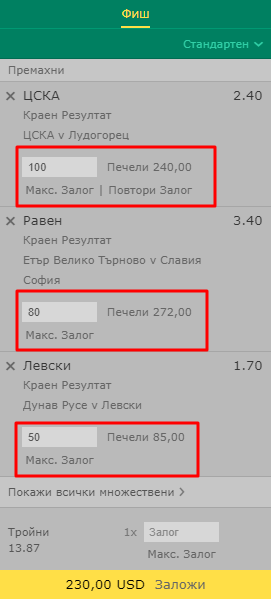 Фиш
Стандартен
Премахни
ЦСКА 2.40
Краен Резултат
ЦСКА v Лудогорец
100 Печели 240,00
Макс. Залог | Повтори Залог
Равен 3.40
Краен Резултат
Етър Велико Търново v Славия
София
80 Печели 272,00
Макс. Залог
Левски 1.70
Краен Резултат
Дунав Русе v Левски
50 Печели 85,00
Макс. Залог
Покажи всички множествени
Тройни 1x Залог
13.87 Макс. Залог
230,00 USD Заложи